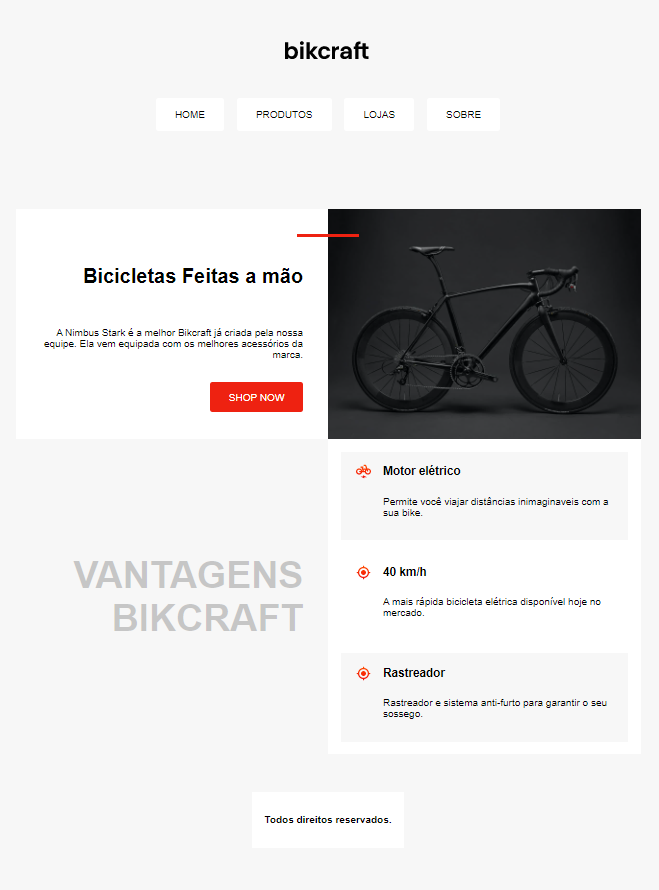 bikcraft
HOME PRODUTOS LOJAS SOBRE
Bicicletas Feitas a mão
A Nimbus Stark é a melhor Bikcraft já criada pela nossa
equipe. Ela vem equipada com os melhores acessórios da
marca.
SHOP NOW
VANTAGENS
BIKCRAFT
Motor elétrico
Permite você viajar distâncias inimaginaveis com a
sua bike.
40 km/h
A mais rápida bicicleta elétrica disponível hoje no
mercado.
Rastreador
Rastreador e sistema anti-furto para garantir o seu
sossego.
Todos direitos reservados.